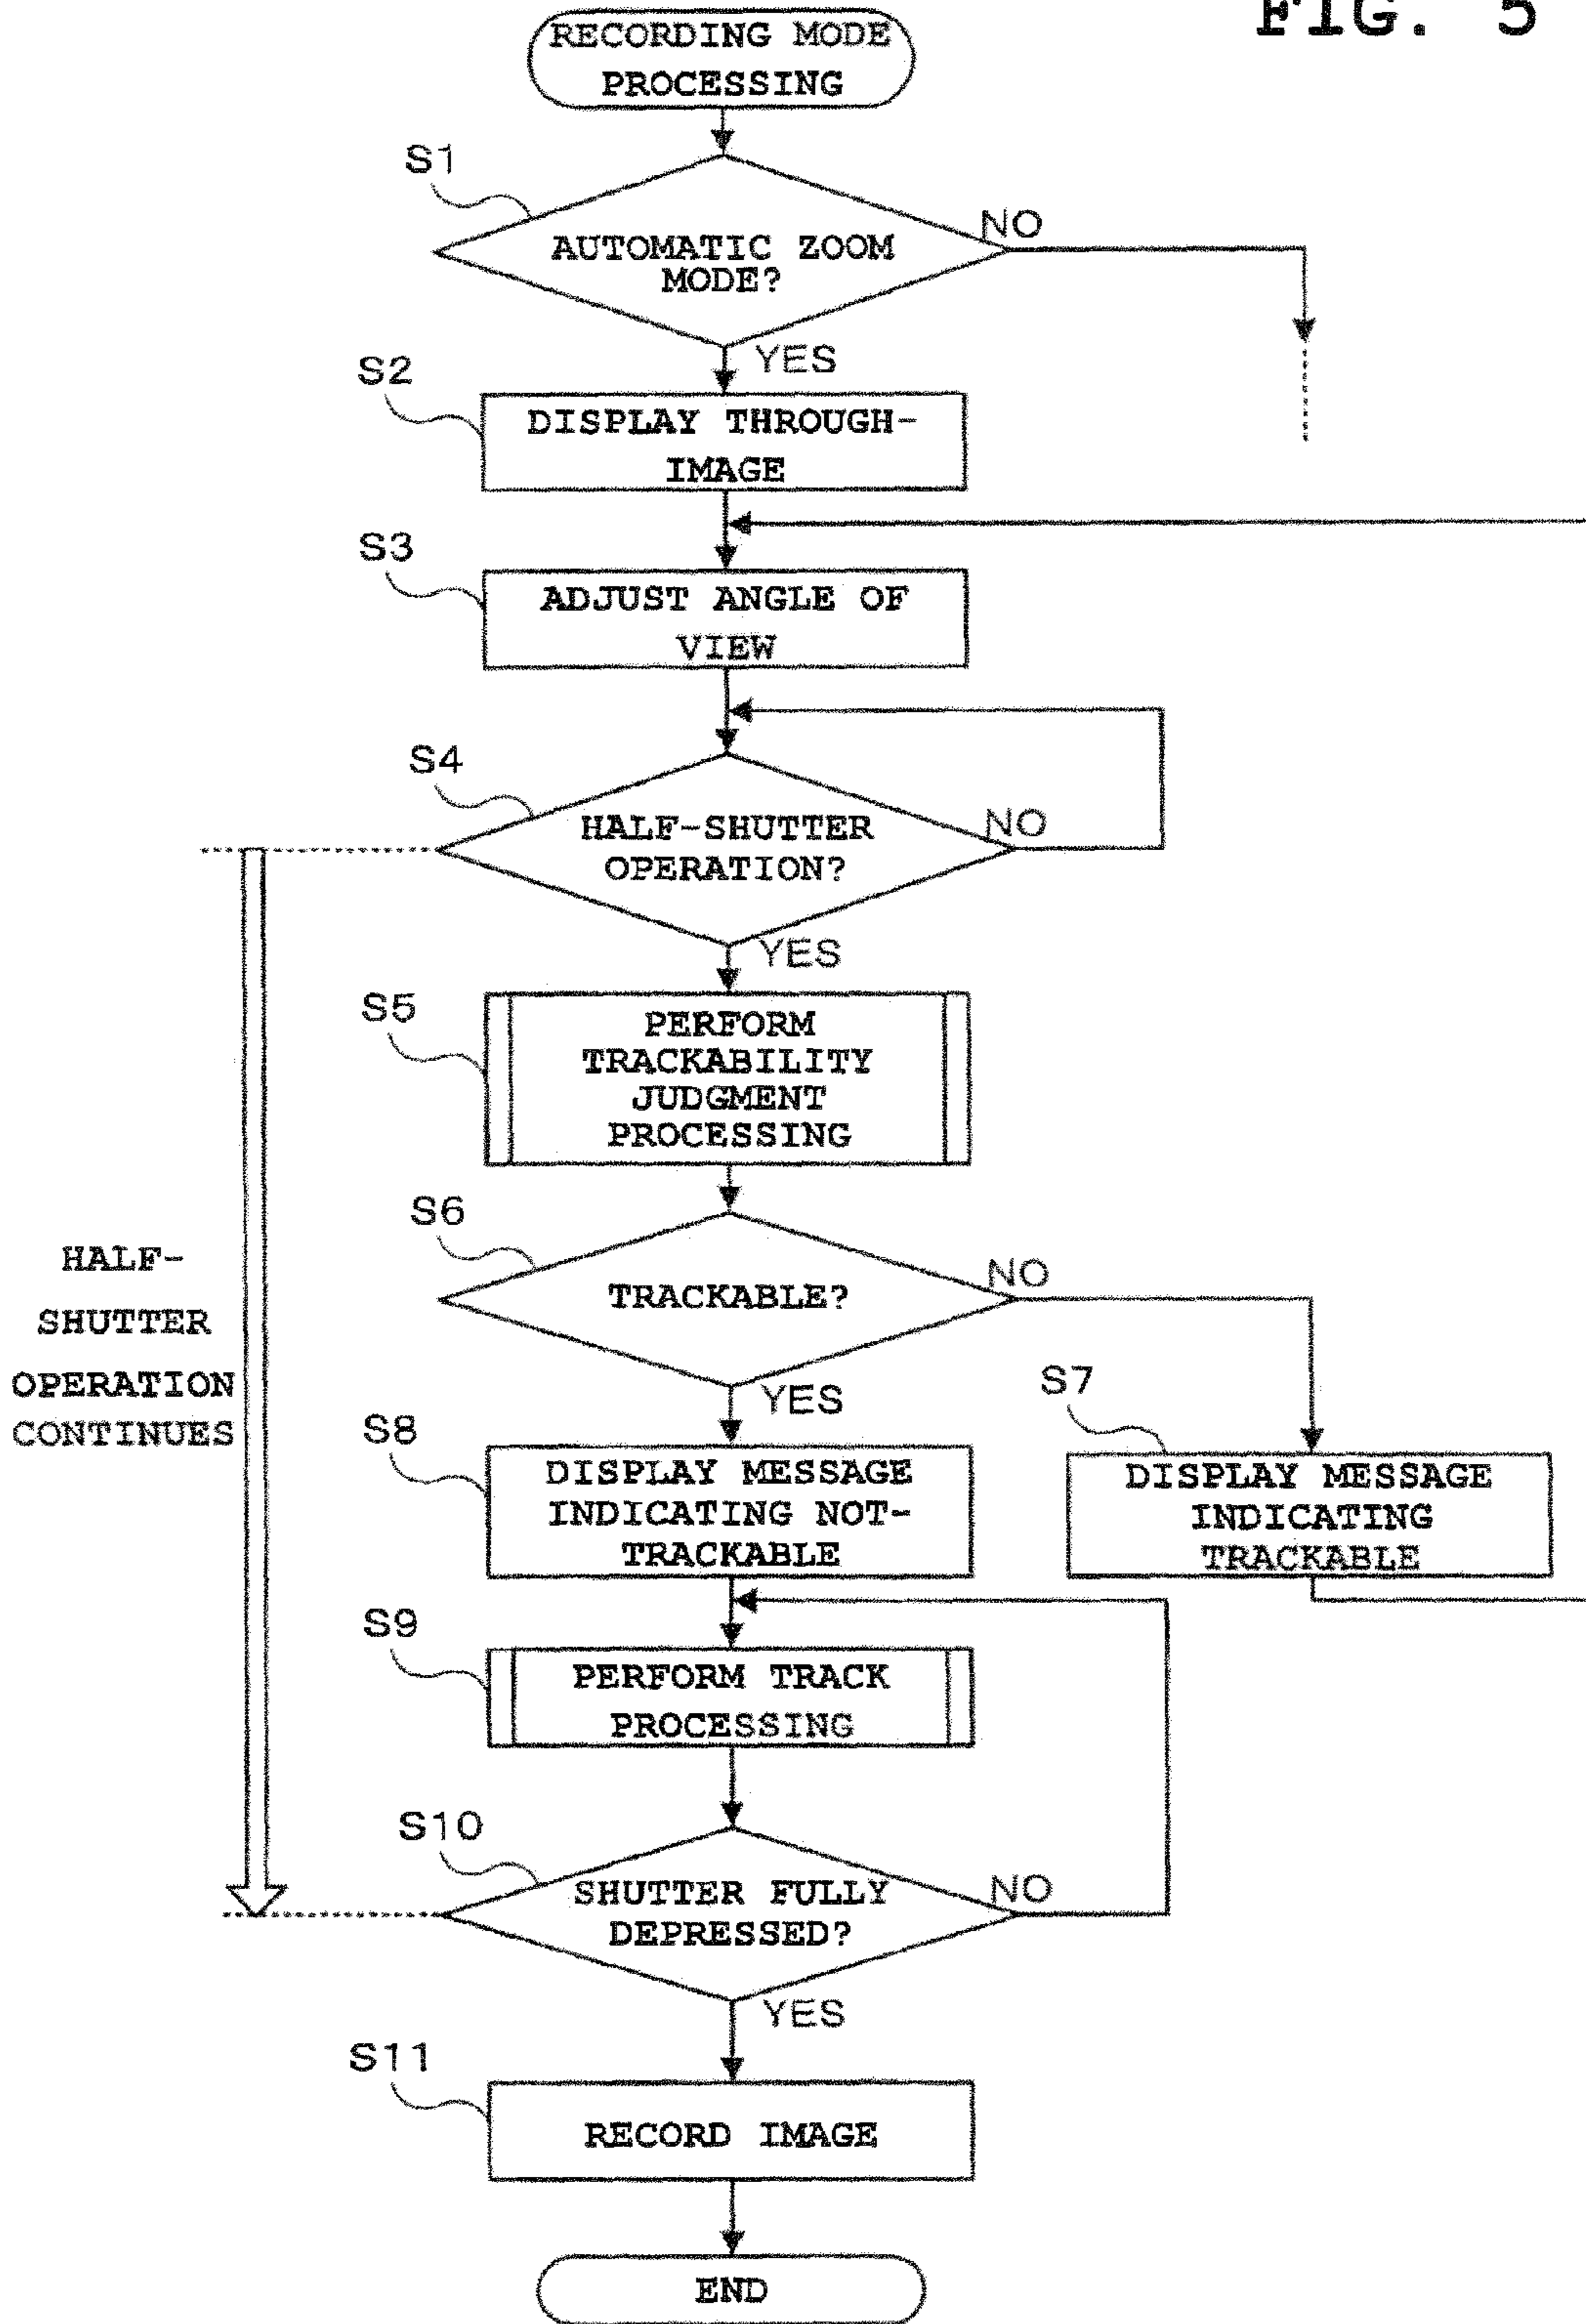 FIG. 5
RECORDING MODE
PROCESSING
S1
AUTOMATIC ZOOM
MODE?
NO
YES
S2
DISPLAY THROUGH-
IMAGE
S3
ADJUST ANGLE OF
VIEW
S4
HALF-SHUTTER
OPERATION?
NO
YES
S5
PERFORM
TRACKABILITY
JUDGMENT
PROCESSING
S6
TRACKABLE?
NO
YES
HALF-
SHUTTER
OPERATION
CONTINUES
S7
DISPLAY MESSAGE
INDICATING
TRACKABLE
S8
DISPLAY MESSAGE
INDICATING NOT-
TRACKABLE
S9
PERFORM TRACK
PROCESSING
S10
SHUTTER FULLY
DEPRESSED?
NO
YES
S11
RECORD IMAGE
END